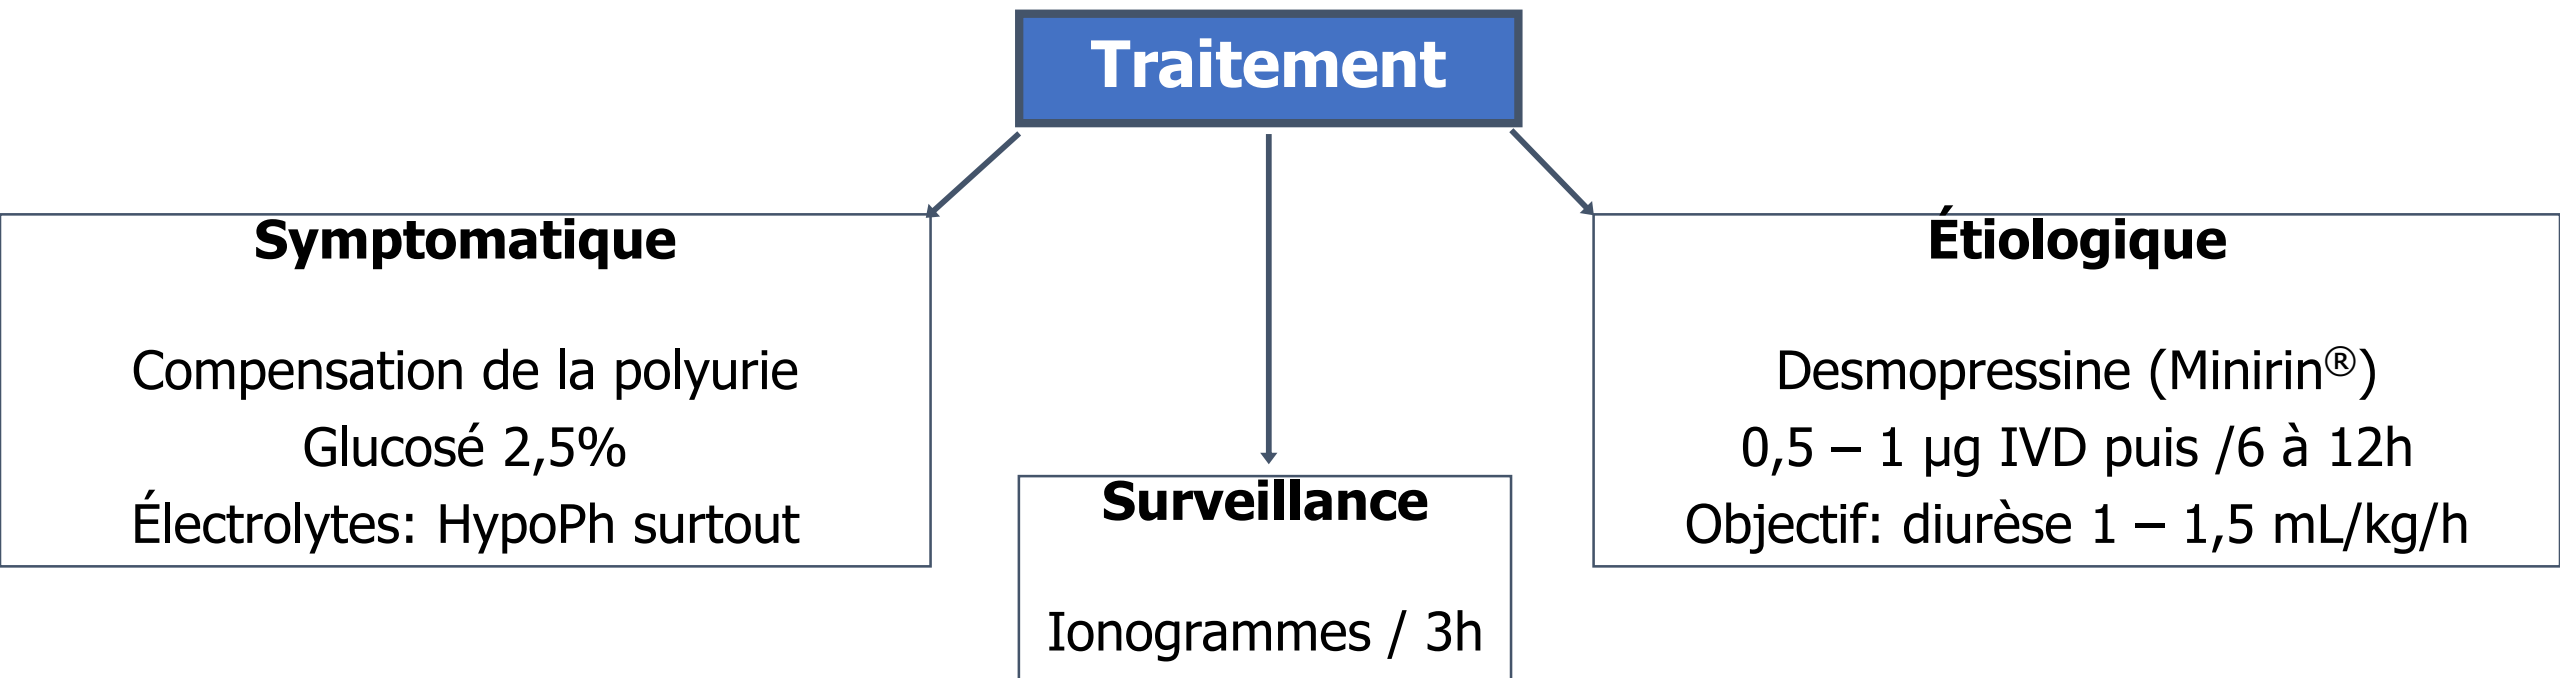 Traitement
Symptomatique
Compensation de la polyurie
Glucosé 2,5%
Électrolytes: HypoPh surtout
Surveillance
Ionogrammes / 3h
Étiologique
Desmopressine (Minirin®)
0,5 – 1 µg IVD puis /6 à 12h
Objectif: diurèse 1 – 1,5 mL/kg/h